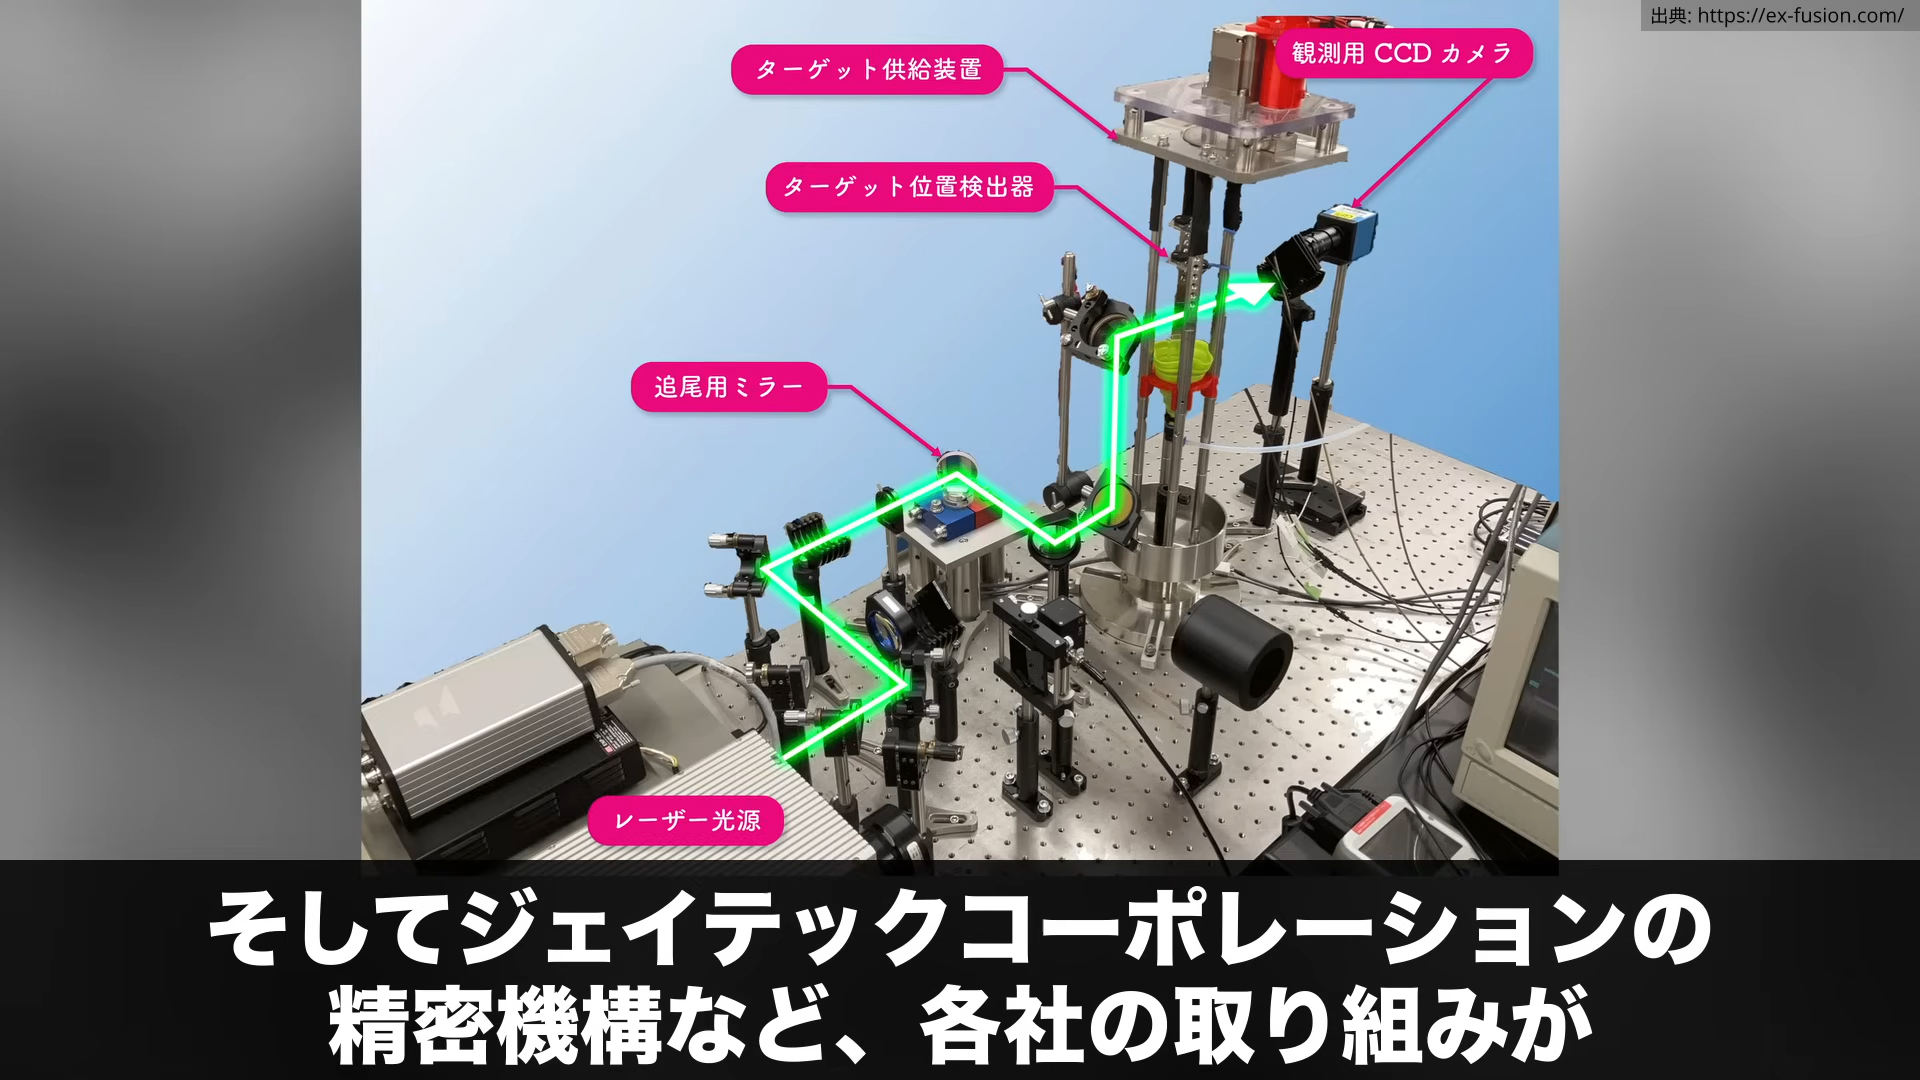 出典: https://ex-fusion.com/
観測用 CCD カメラ
ターゲット供給装置
ターゲット位置検出器
追尾用ミラー
レーザー光源
そしてジェイテックコーポレーションの
精密機構など、各社の取り組みが